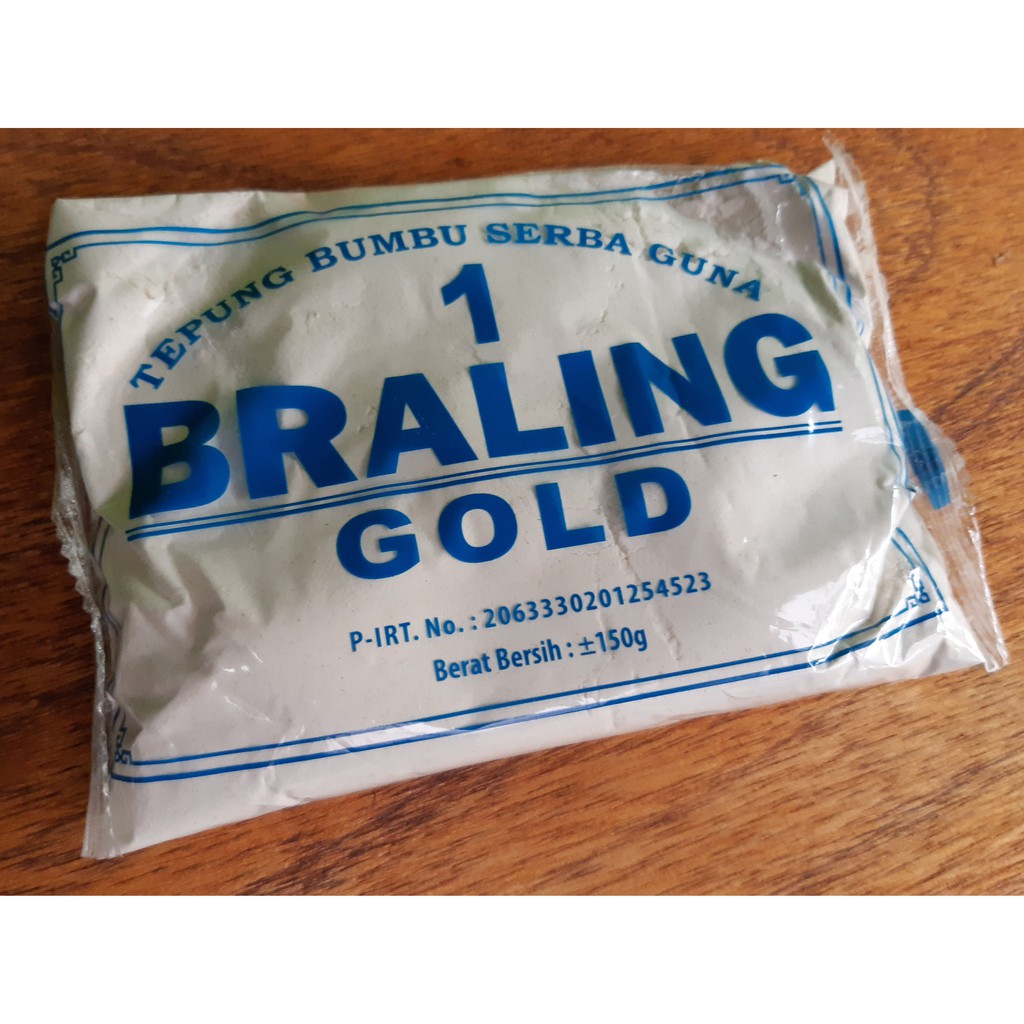 TEPUNG BUMBU SERBA GUNA
1
BRALING
GOLD
P-IRT. No. : 2063330201254523
Berat Bersih : ±150g